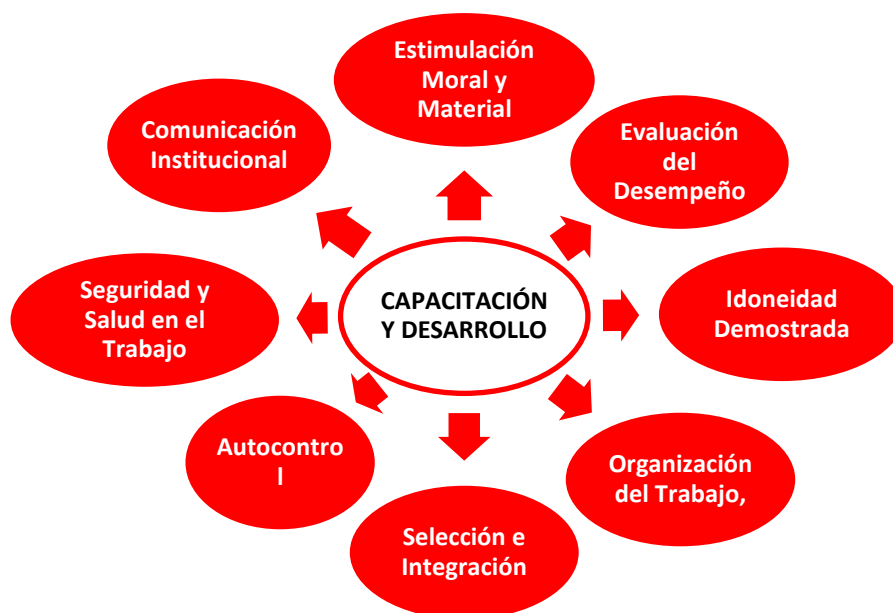 Estimulación
Moral y
Material
Comunicación
Institucional
Evaluación
del
Desempeño
Seguridad y
Salud en el
Trabajo
CAPACITACIÓN
Y DESARROLLO
Idoneidad
Demostrada
Autocontro
l
Organización
del Trabajo,
Selección e
Integración